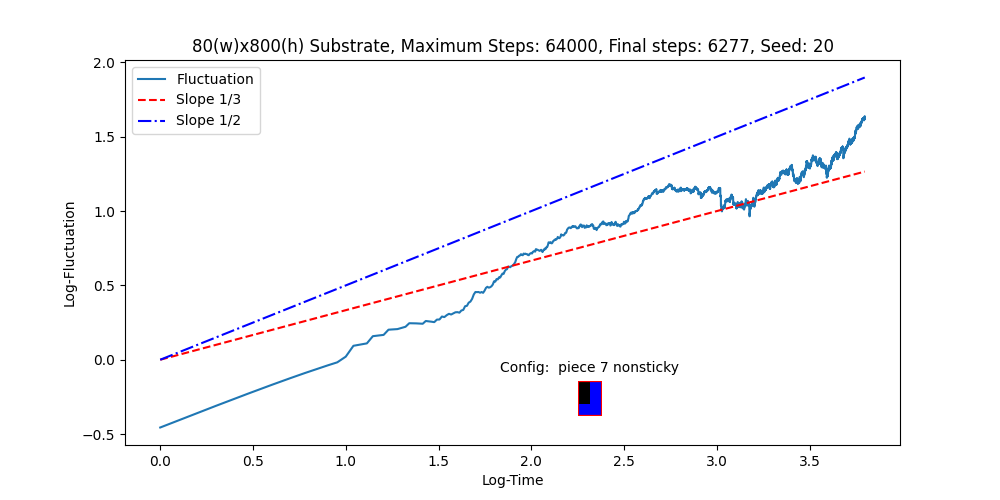 80(w)x800(h) Substrate, Maximum Steps: 64000, Final steps: 6277, Seed: 20
Fluctuation
Slope 1/3
Slope 1/2
Log-Fluctuation
2.0
1.5
1.0
0.5
0.0
−0.5
Config:  piece 7 nonsticky
0.0 0.5 1.0 1.5 2.0 2.5 3.0 3.5
Log-Time